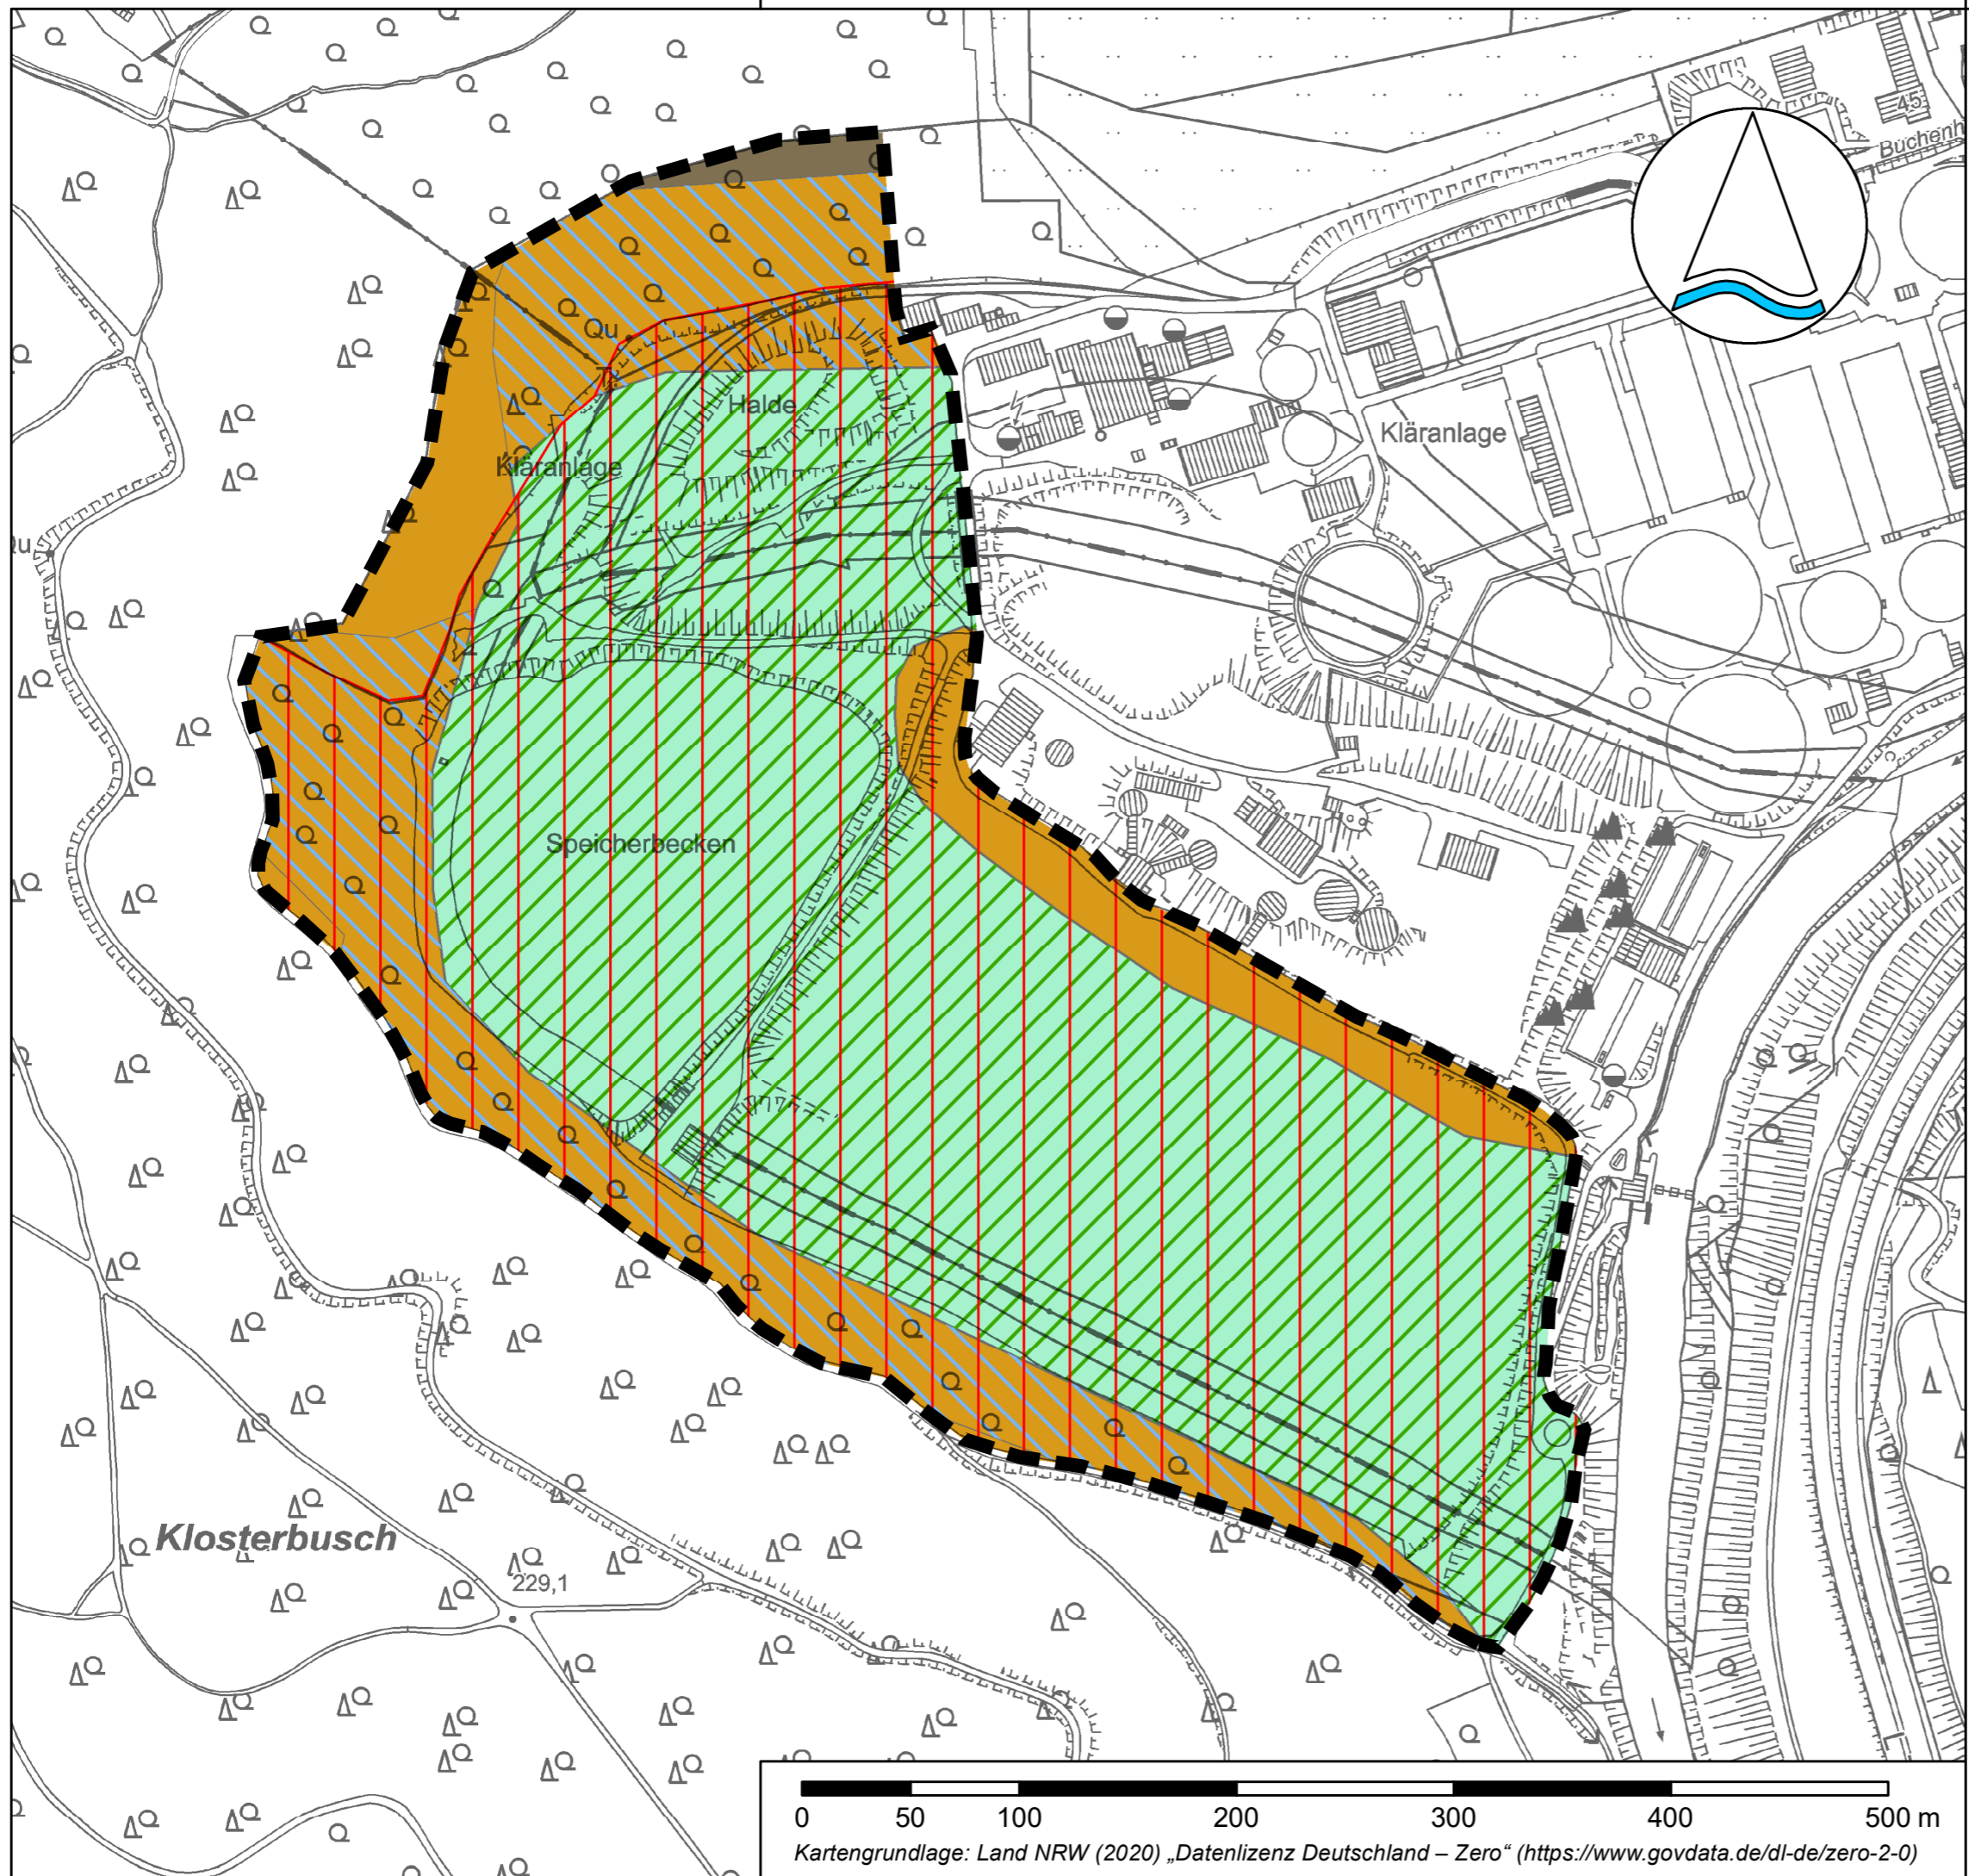 45
Buchenh
Qu
Halde
Kläranlage
Kläranlage
Speicherbecken
Klosterbusch
229,1
0 50 100 200 300 400 500 m
Kartengrundlage: Land NRW (2020) „Datenlizenz Deutschland – Zero“ (https://www.govdata.de/dl-de/zero-2-0)